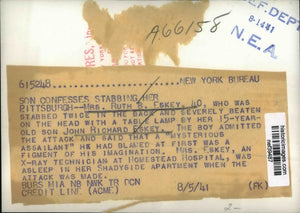 A66158
REF. DEPT.
8-14-41
N.E.A.
615248 NEW YORK BUREAU
SON CONFESSES STABBING HER
PITTSBURGH--MRS. RUTH B. ESKEY, 40, WHO WAS
STABBED TWICE IN THE BACK AND SEVERELY BEATEN
ON THE HEAD WITH A TABLE LAMP BY HER 15-YEAR-
OLD SON JOHN RICHARD ESKEY. THE BOY ADMITTED
THE ATTACK AND SAID THAT A "MYSTERIOUS
ASSAILANT" HE HAD BLAMED AT FIRST WAS A
FIGMENT OF HIS IMAGINATION. MRS. ESKEY, AN
X-RAY TECHNICIAN AT HOMESTEAD HOSPITAL, WAS
ASLEEP IN HER SHADYSIDE APARTMENT WHEN THE
ATTACK WAS MADE.
BURS MIA NB NWK TR DCN
CREDIT LINE (ACME) 8/5/41 (FK)
historicimages.com